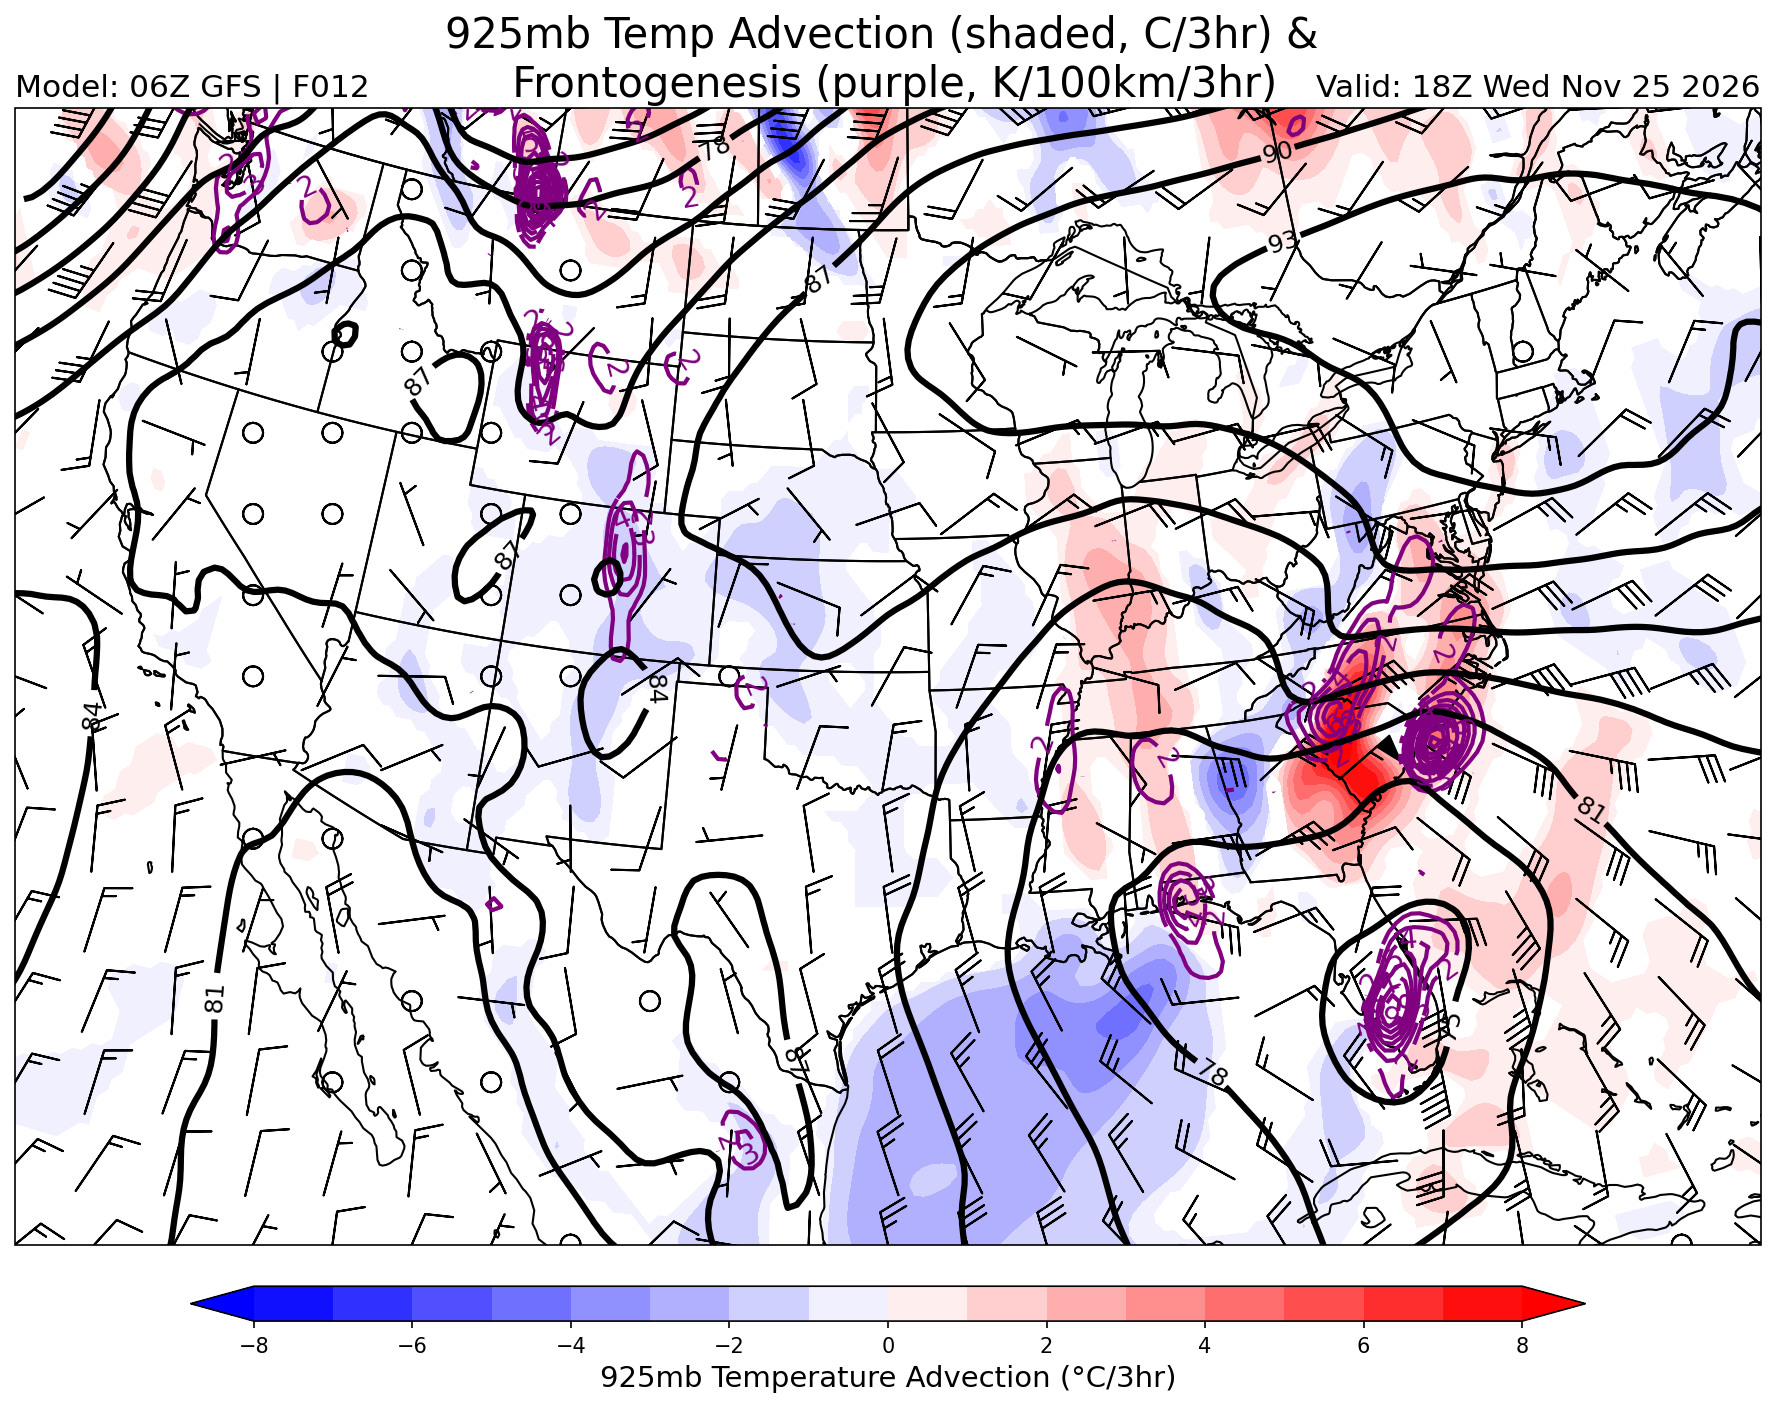 925mb Temp Advection (shaded, C/3hr) &
Frontogenesis (purple, K/100km/3hr)
Model: 06Z GFS | F012
Valid: 18Z Wed Nov 25 2026
78
90
93
87
87
87
84
84
81
81
78
78
−8 −6 −4 −2 0 2 4 6 8
925mb Temperature Advection (°C/3hr)